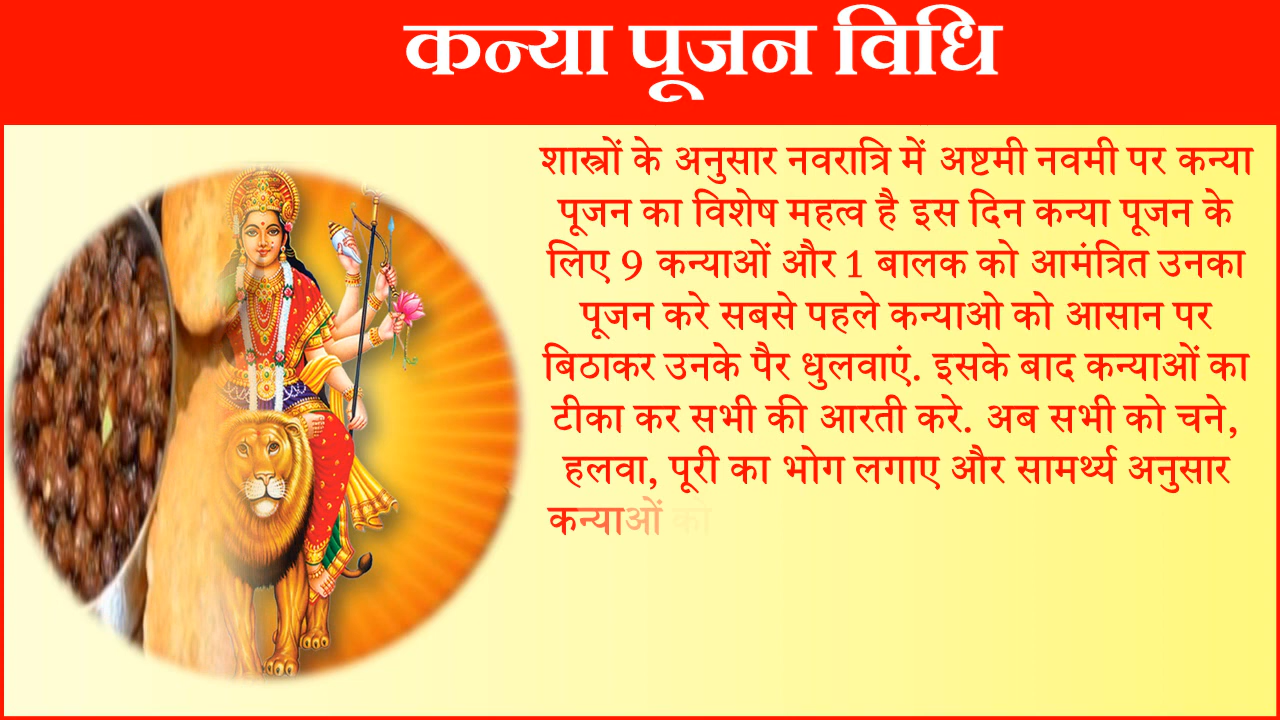 कन्या पूजन विधि
शास्त्रों के अनुसार नवरात्रि में अष्टमी नवमी पर कन्या
पूजन का विशेष महत्व है इस दिन कन्या पूजन के
लिए 9 कन्याओं और 1 बालक को आमंत्रित उनका
पूजन करे सबसे पहले कन्याओ को आसान पर
बिठाकर उनके पैर धुलवाएं. इसके बाद कन्याओं का
टीका कर सभी की आरती करे. अब सभी को चने,
हलवा, पूरी का भोग लगाए और सामर्थ्य अनुसार
कन्याओं को